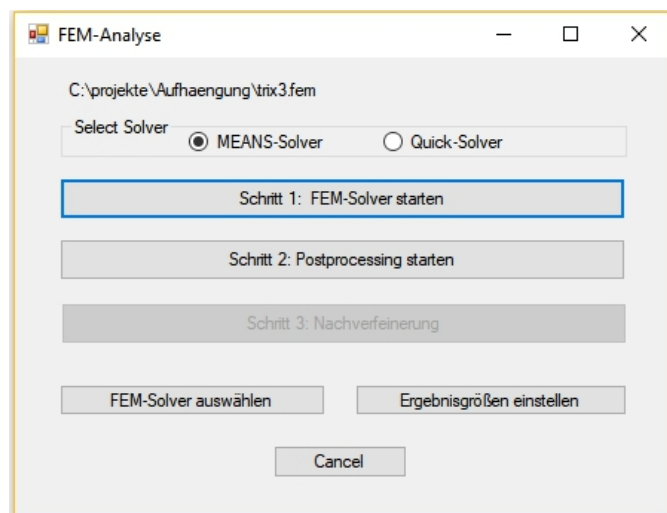 FEM-Analyse
C:\projekte\Aufhaengung\trix3.fem
Select Solver
MEANS-Solver Quick-Solver
Schritt 1: FEM-Solver starten
Schritt 2: Postprocessing starten
Schritt 3: Nachverfeinerung
FEM-Solver auswählen Ergebnisgrößen einstellen
Cancel